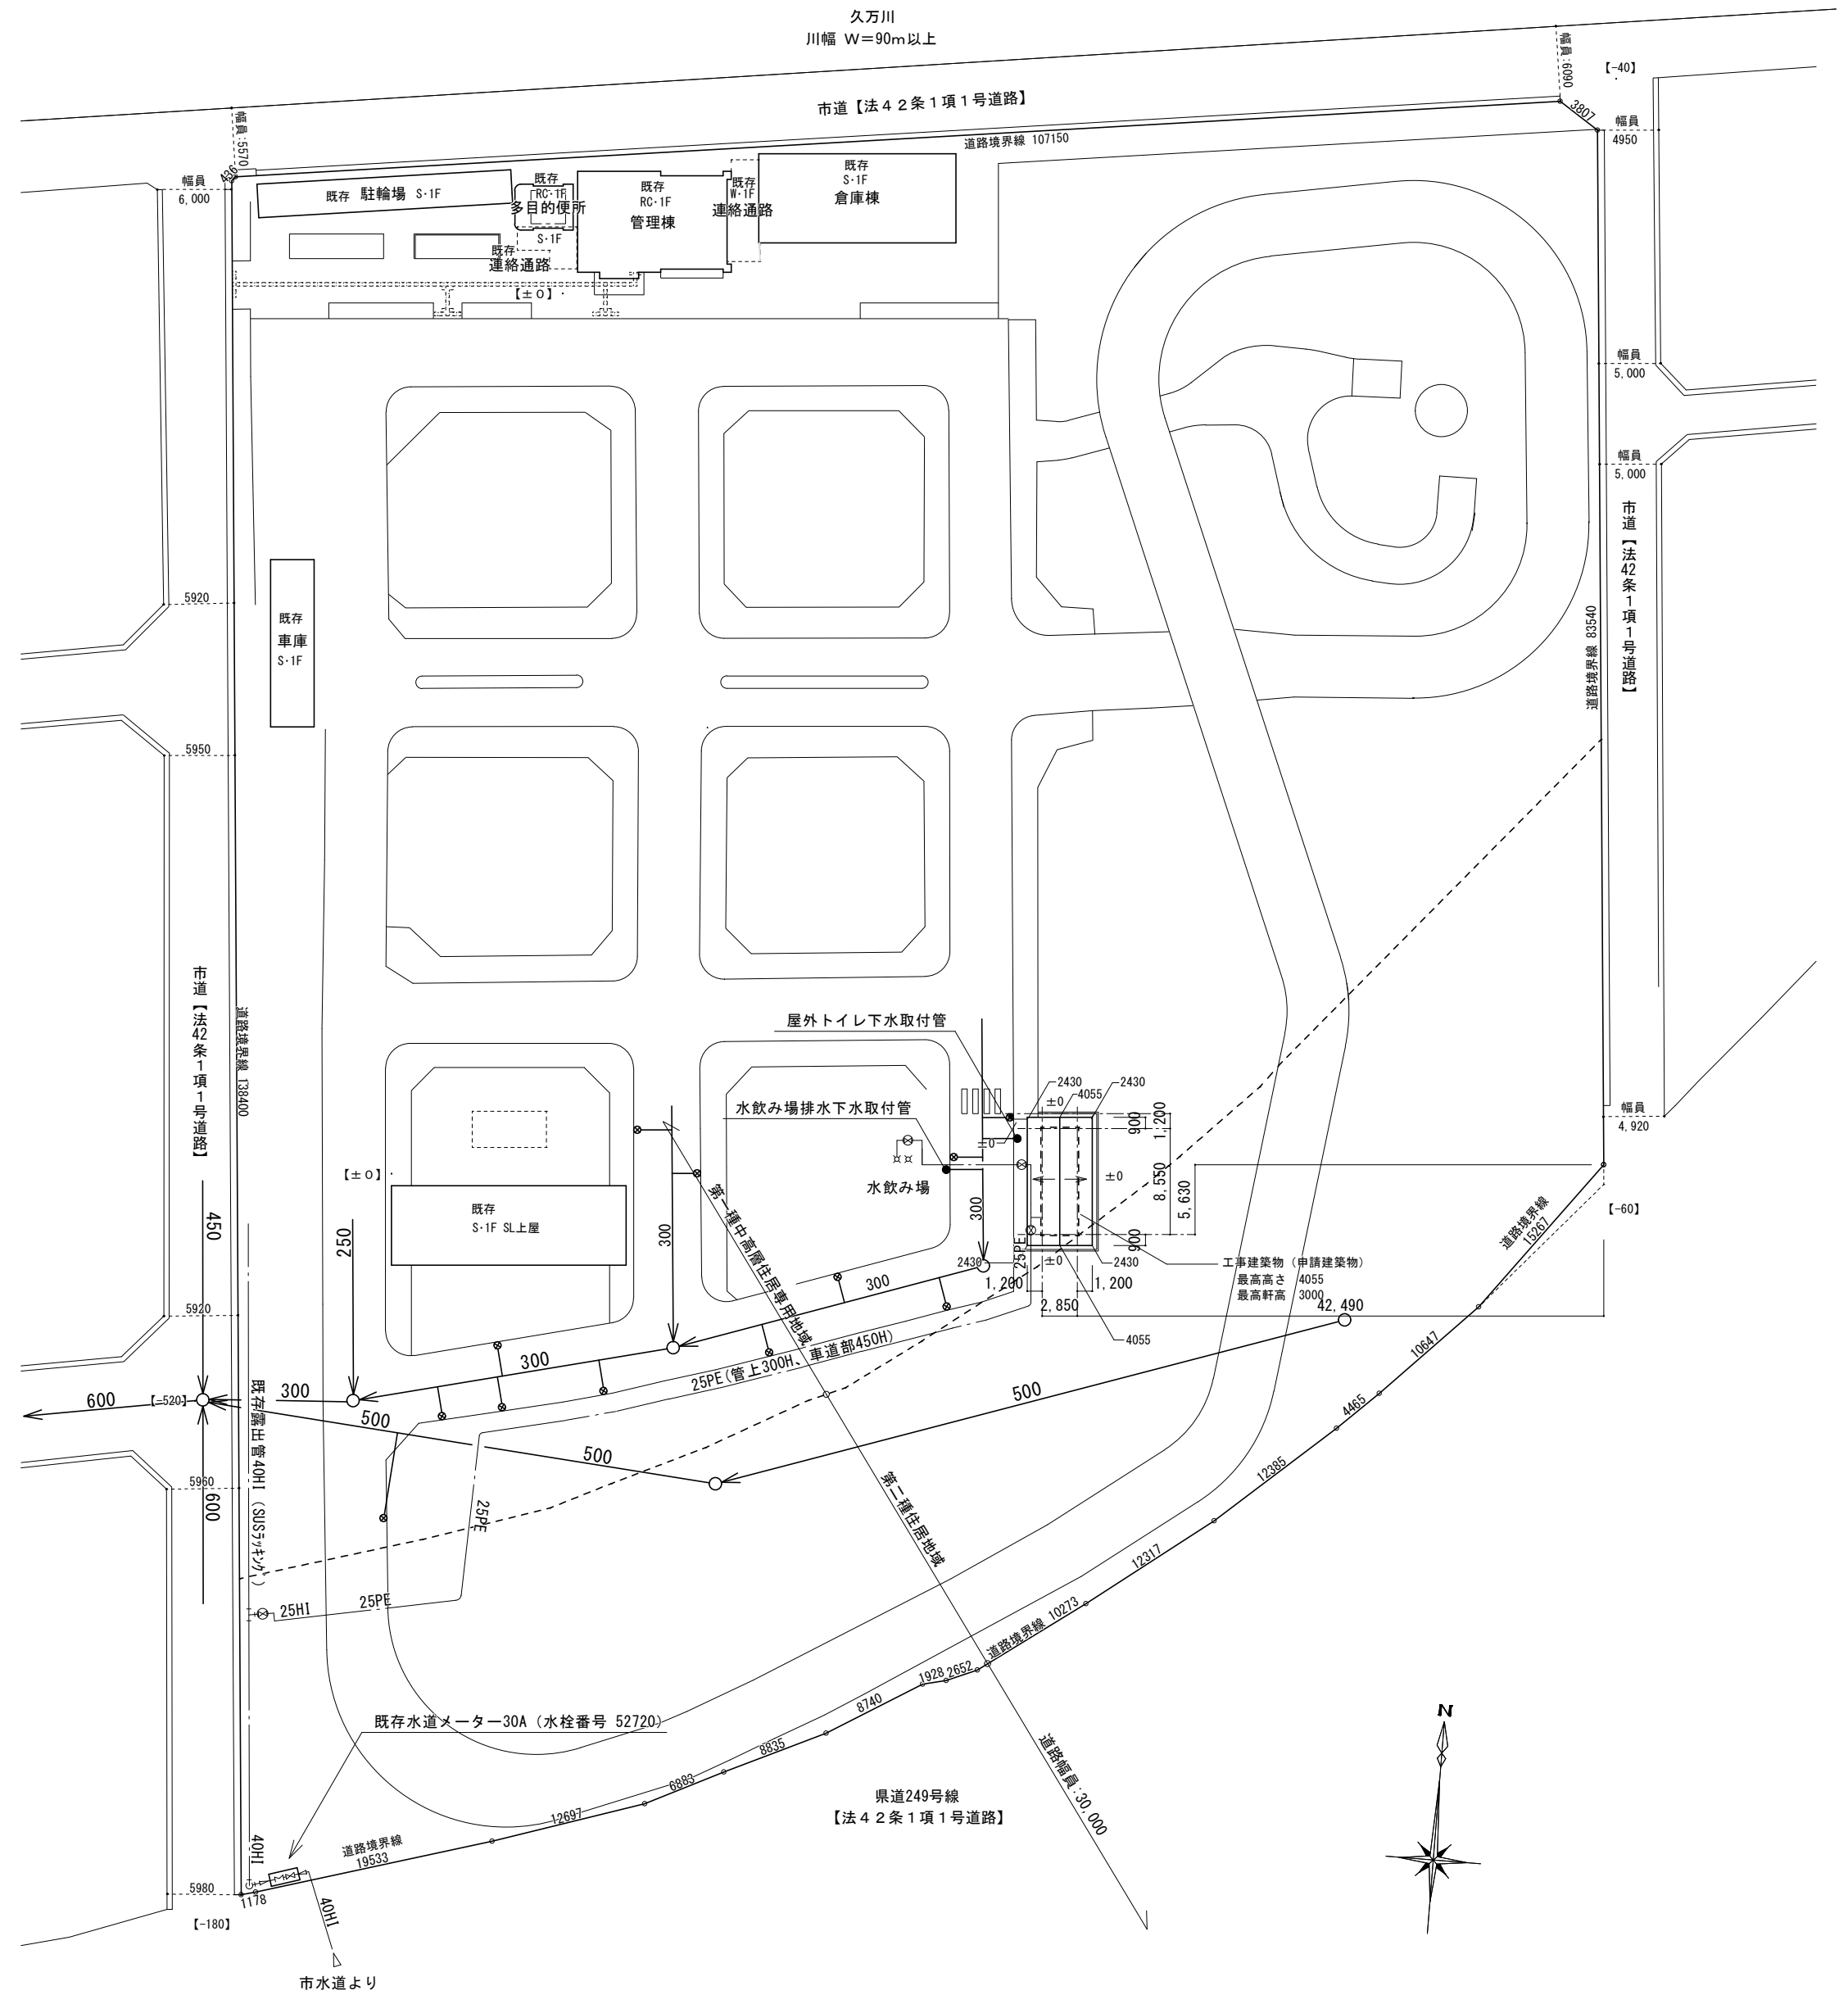 久万川
川幅 W＝90m以上
幅員:6090
【-40】
市道【法４２条１項１号道路】
3807
幅員
4950
幅員:5570
道路境界線 107150
436
幅員
6,000
既存 駐輪場 S･1F
既存
RC･1F
多目的便所
既存
RC･1F
管理棟
既存
W･1F
連絡通路
既存
S･1F
倉庫棟
S･1F
既存
連絡通路
【±０】
幅員
5,000
幅員
5,000
市道【法42条１項１号道路】
道路境界線 83540
5920
既存
車庫
S･1F
5950
市道【法42条１項１号道路】
道路境界線 138400
屋外トイレ下水取付管
水飲み場排水下水取付管
2430
4055
2430
±0
900
1,200
±0
幅員
4,920
【±０】
水飲み場
±0
8,550
5,630
既存
S･1F SL上屋
450
250
300
300
第一種中高層住居専用地域
【-60】
道路境界線
15267
900
25PE
2430
±0
2430
工事建築物（申請建築物）
最高高さ 4055
最高軒高 3000
1,200
1,200
2,850
42,490
4055
300
5920
300
25PE(管上300H、車道部450H)
10647
600
【-520】
300
500
500
500
4465
既存露出管40HI（SUSﾗｯｷﾝｸﾞ）
5960
600
25PE
第二種住居地域
12385
25HI
25PE
12317
道路境界線 10273
1928
2652
8740
既存水道メーター30A（水栓番号 52720）
8835
6883
道路幅員:30,000
県道249号線
【法４２条１項１号道路】
12697
道路境界線
19533
40HI
5980
1178
【-180】
40HI
市水道より
N